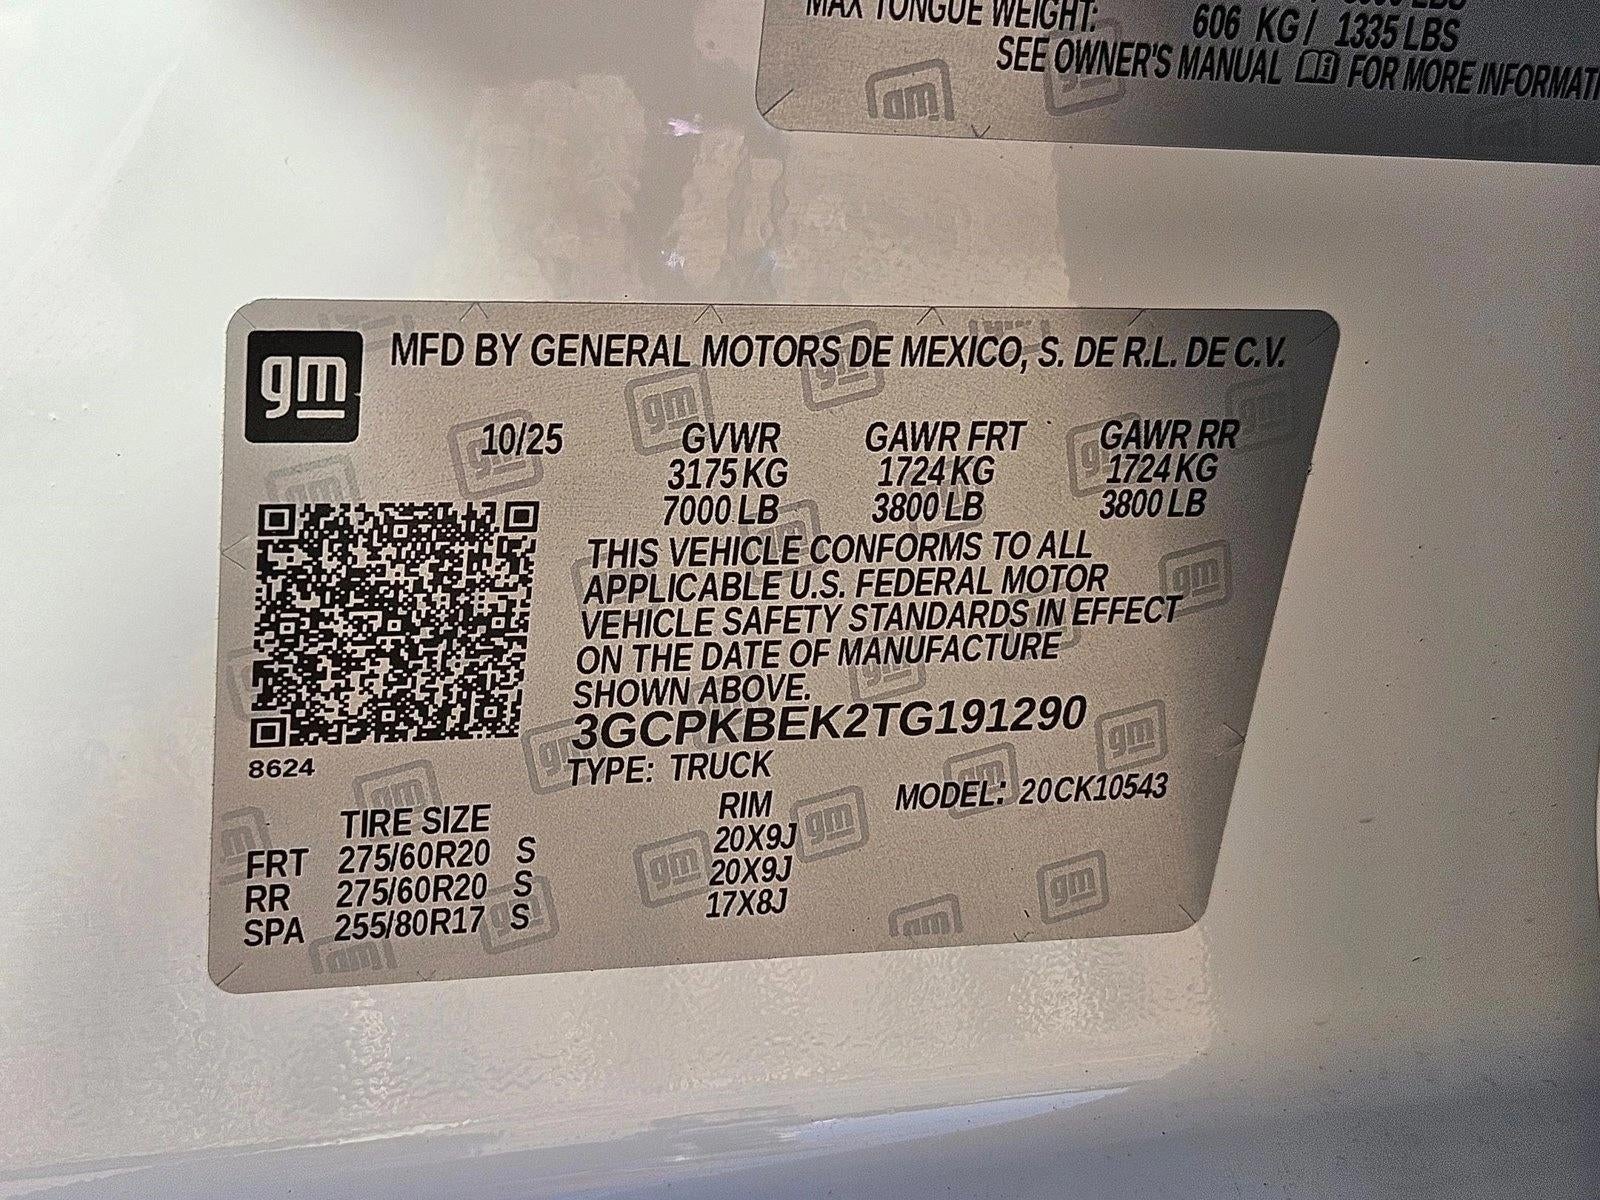 MAX TONGUE WEIGHT: 606 KG / 1335 LBS
SEE OWNER'S MANUAL FOR MORE
gm
MFD BY GENERAL MOTORS DE MEXICO, S. DE R.L. DE C.V.
10/25 GVWR GAWR FRT GAWR RR
3175 KG 1724 KG 1724 KG
7000 LB 3800 LB 3800 LB
THIS VEHICLE CONFORMS TO ALL
APPLICABLE U.S. FEDERAL MOTOR
VEHICLE SAFETY STANDARDS IN EFFECT
ON THE DATE OF MANUFACTURE
SHOWN ABOVE.
3GCPKBEK2TG191290
8624
TYPE: TRUCK
MODEL: 20CK10543
TIRE SIZE RIM
FRT 275/60R20 S 20X9J
RR 275/60R20 S 20X9J
SPA 255/80R17 S 17X8J